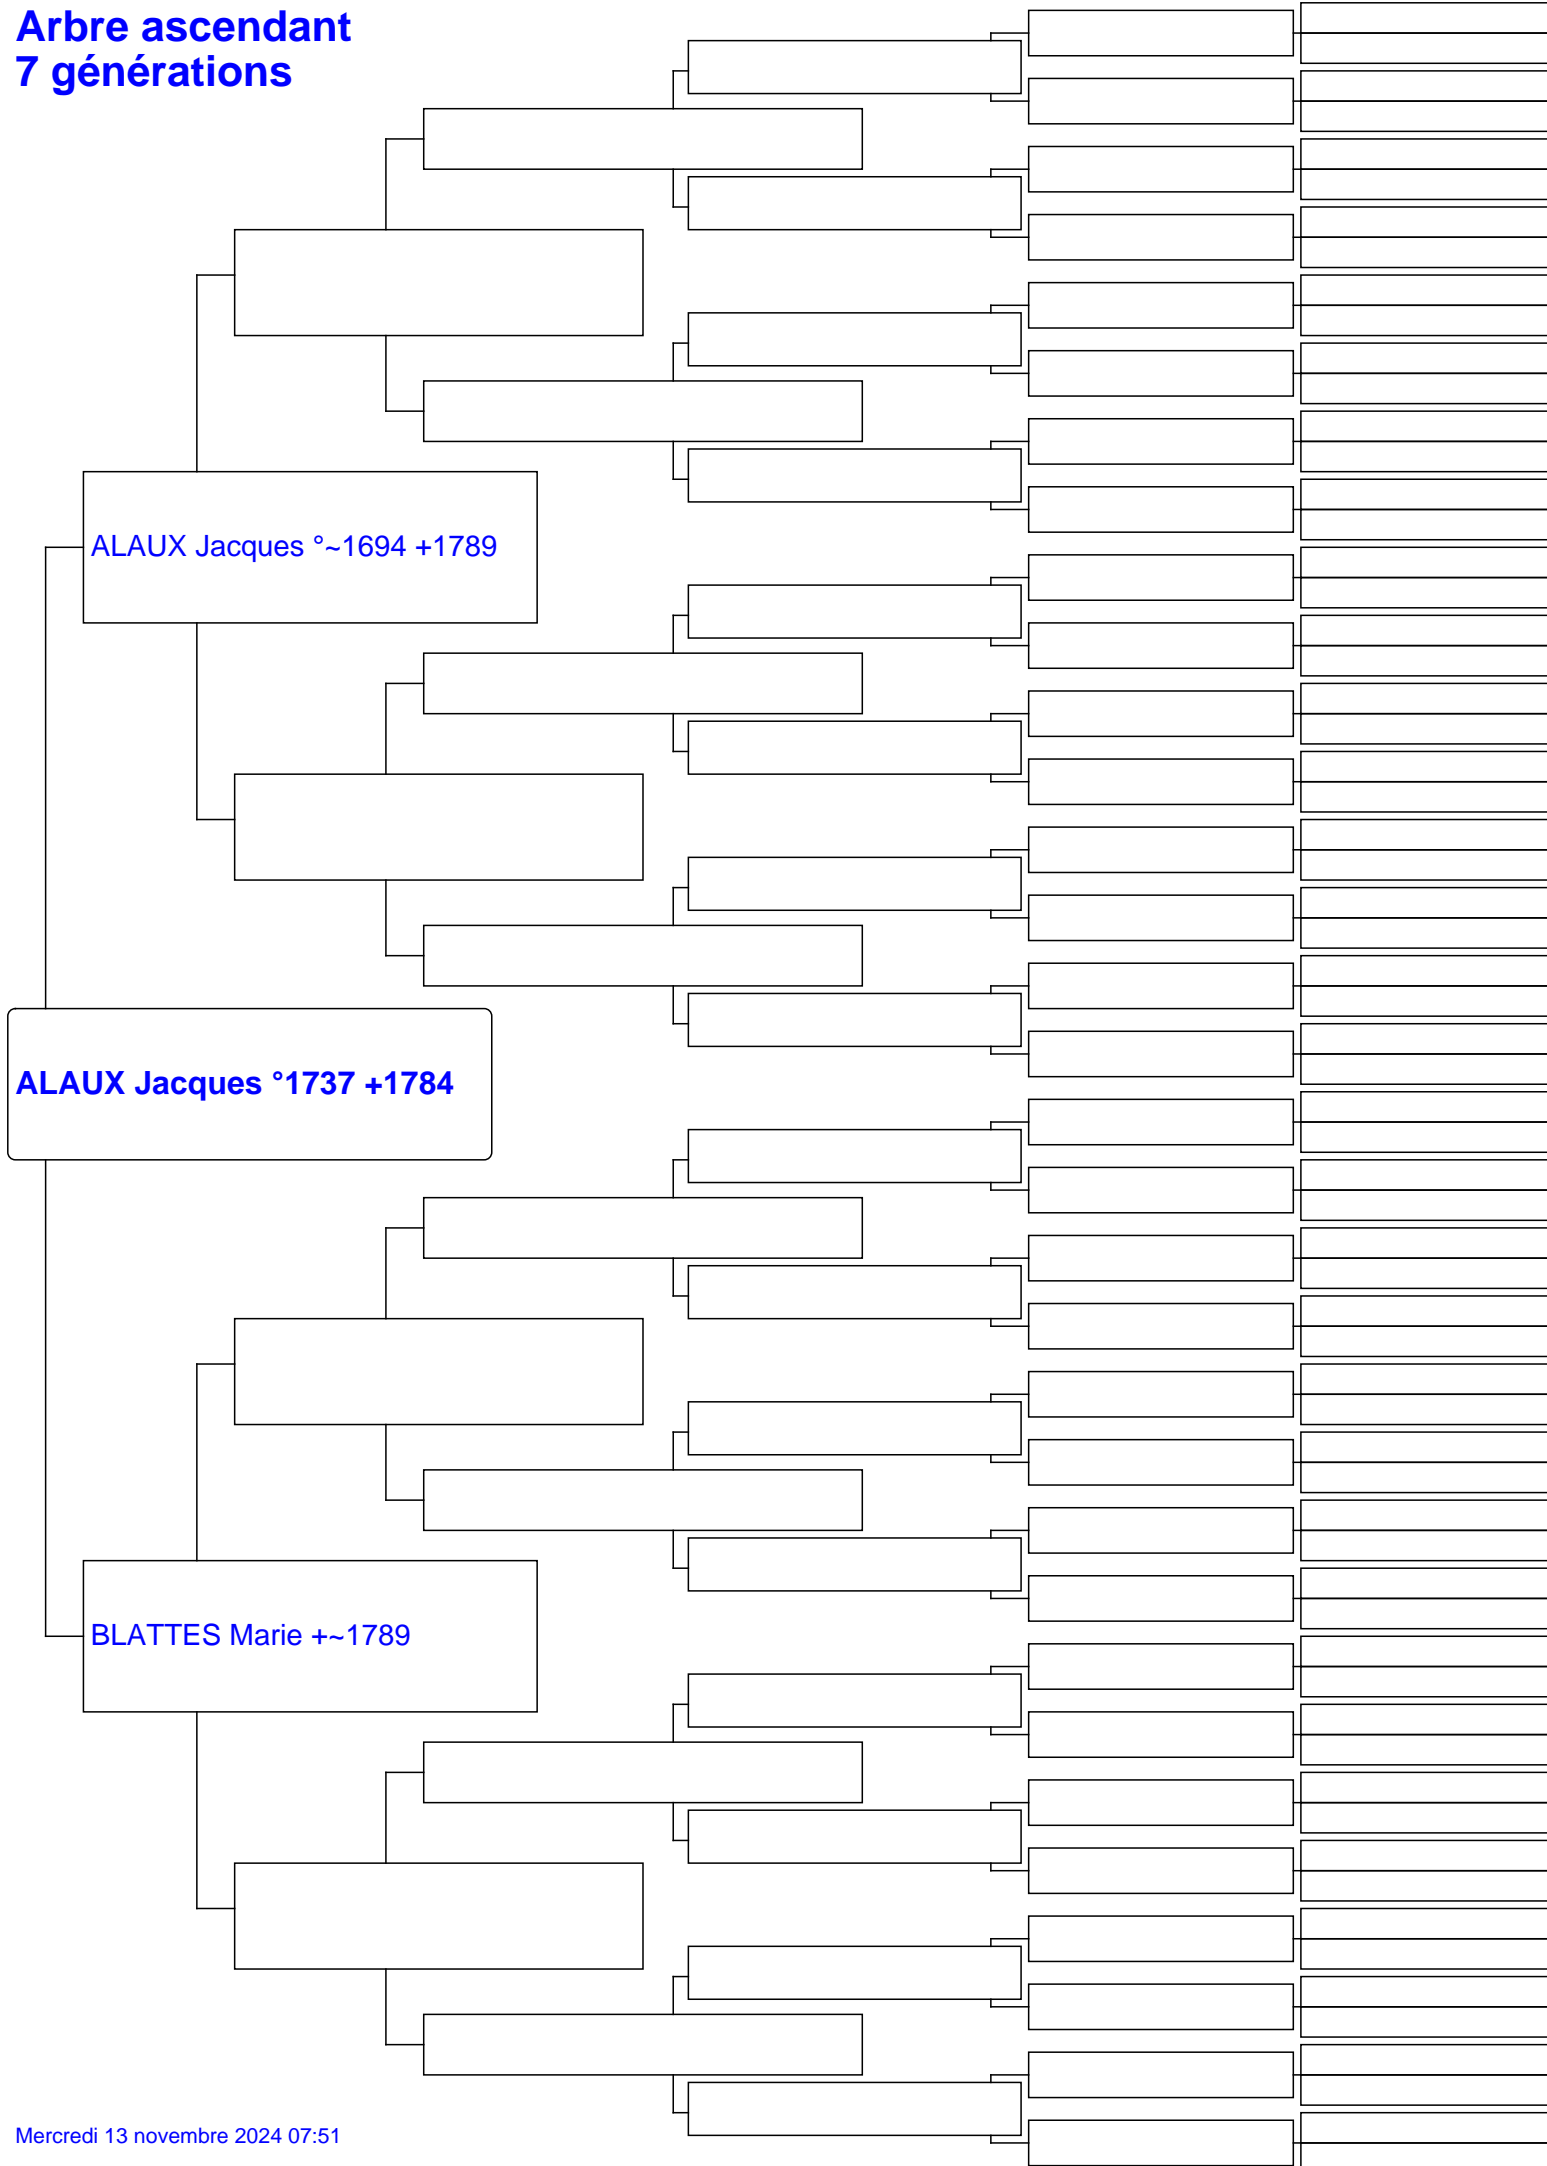 Arbre ascendant
7 générations
ALAUX Jacques °~1694 +1789
ALAUX Jacques °1737 +1784
BLATTES Marie +~1789
Mercredi 13 novembre 2024 07:51